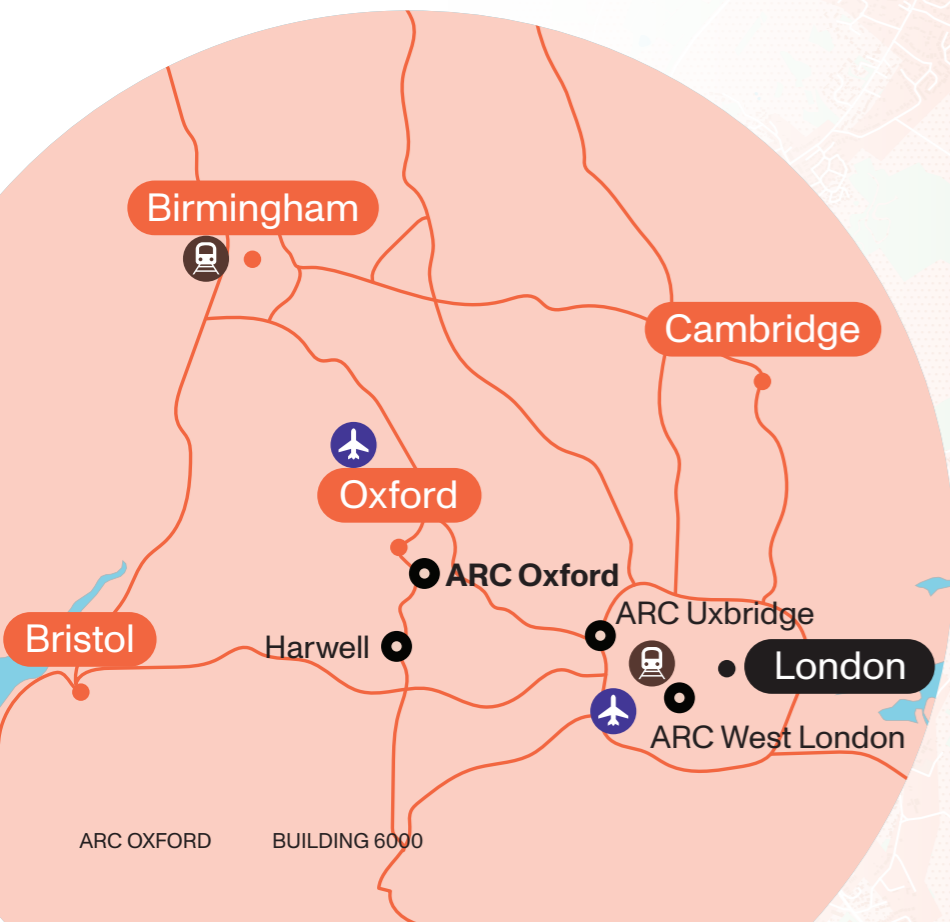 Birmingham
Cambridge
Oxford
ARC Oxford
ARC Uxbridge
Bristol
Harwell
London
ARC West London
ARC OXFORD
BUILDING 6000